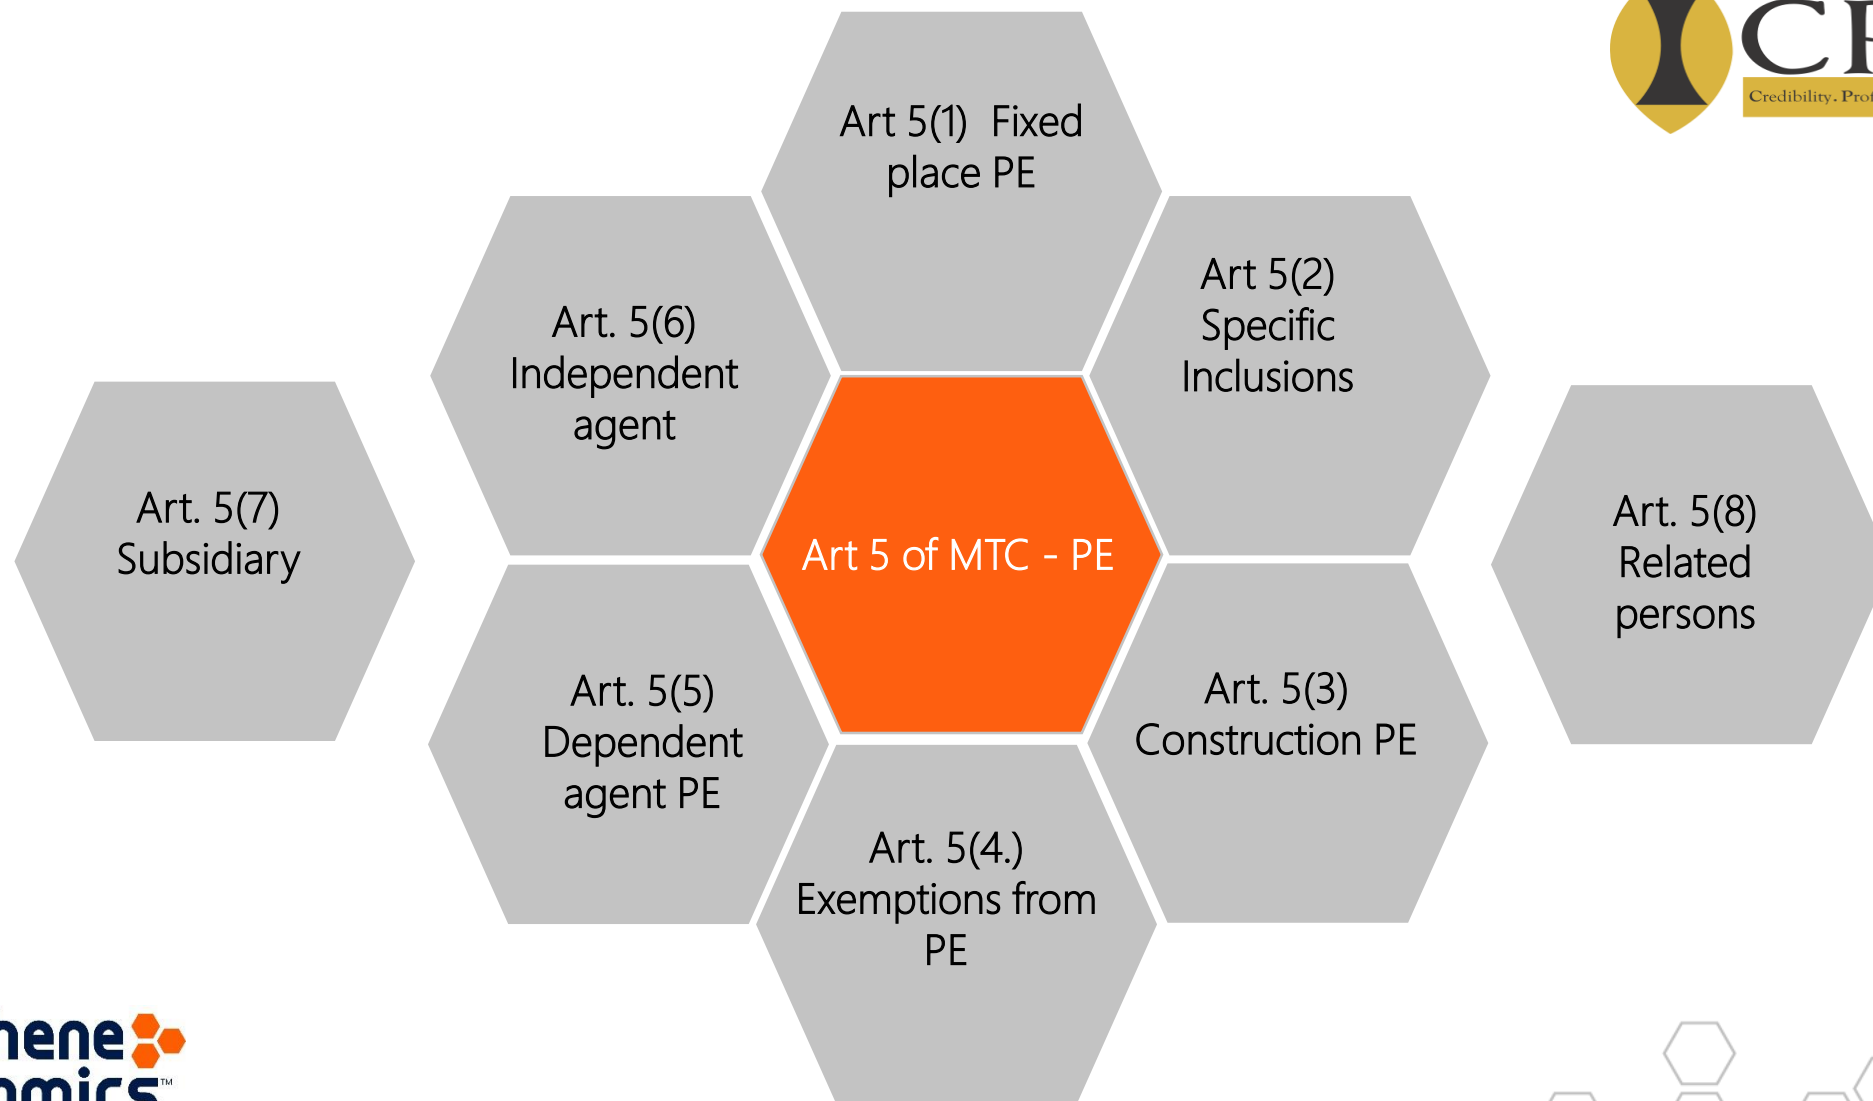 Art 5(1) Fixed
place PE
Art 5(2)
Specific
Inclusions
Art. 5(6)
Independent
agent
Art. 5(7)
Subsidiary
Art 5 of MTC - PE
Art. 5(8)
Related
persons
Art. 5(5)
Dependent
agent PE
Art. 5(3)
Construction PE
Art. 5(4.)
Exemptions from
PE
Credibility.